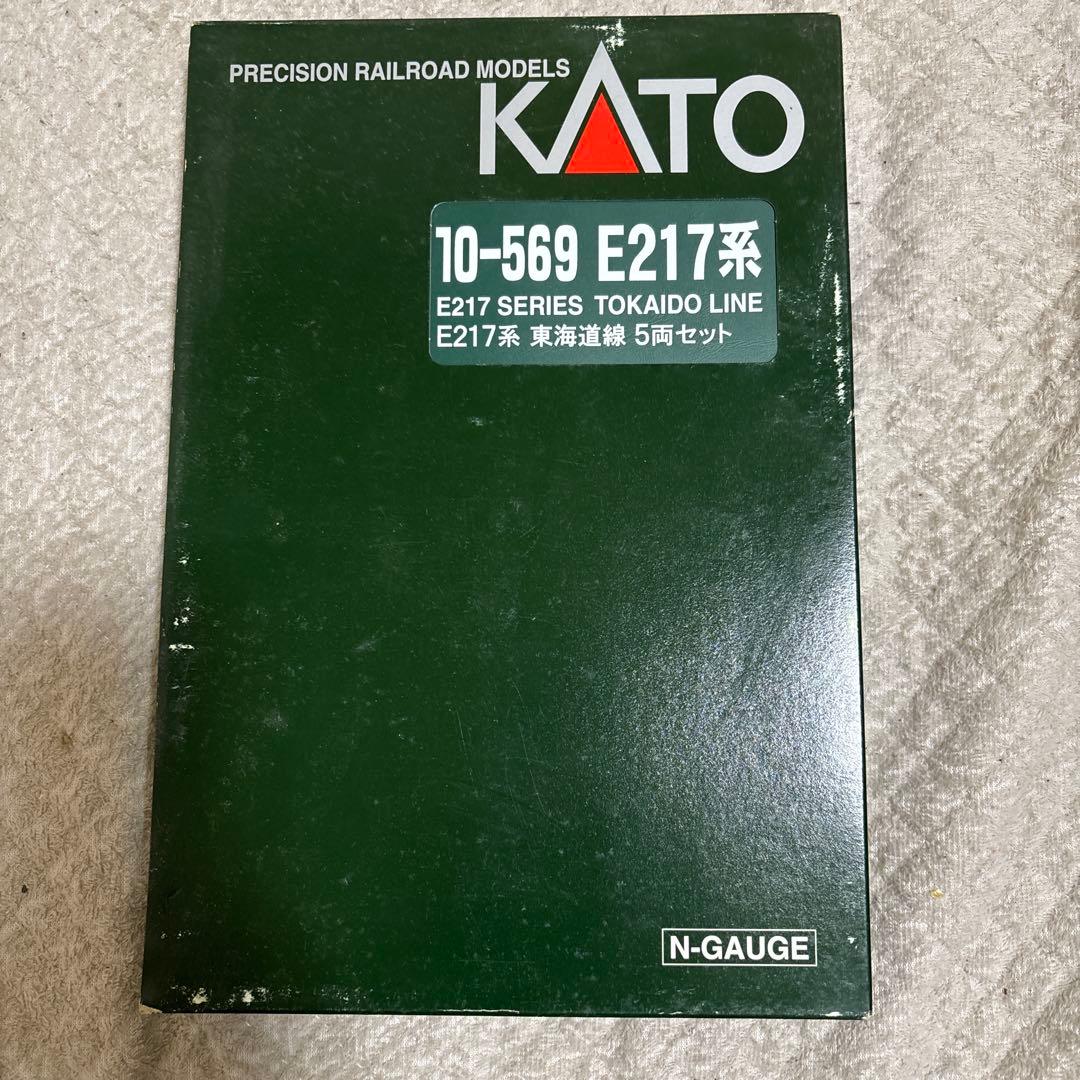 PRECISION RAILROAD MODELS
KATO
10-569 E217系
E217 SERIES TOKAIDO LINE
E217系 東海道線 5両セット
N-GAUGE